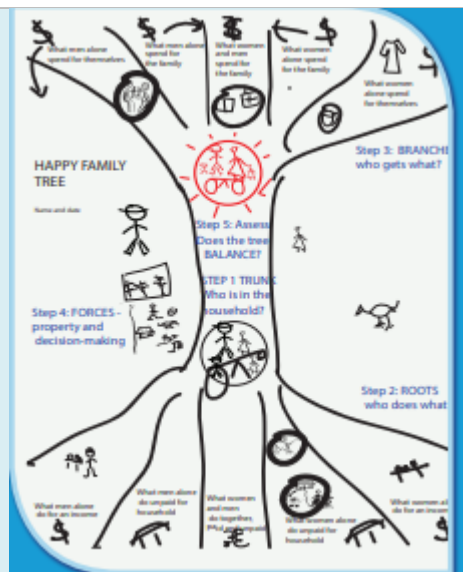 What men alone
spend for themselves
What men alone
spend for
the family
What women
and men
spend for
the family
What women
alone spend
for the family
What women
alone spend
for themselves
Step 3: BRANCHE
who gets what?
HAPPY FAMILY
TREE
Name and date
Step 5: Assess
Does the tree
BALANCE?
STEP 1 TRUNK
Who is in the
household?
Step 4: FORCES -
property and
decision-making
Step 2: ROOTS
who does what
What men alone
do for an income
What men alone
do unpaid for
household
What women
and men
do together,
What women alone
do unpaid for
household
What women al
do for an incom